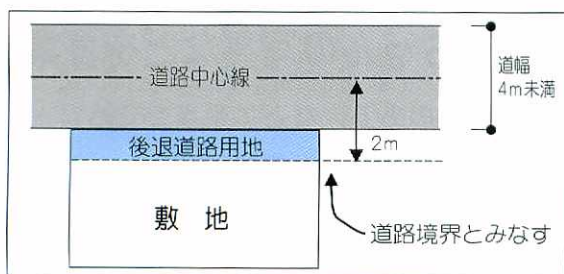 道路中心線
道幅
4m未満
後退道路用地
2m
敷 地
道路境界とみなす